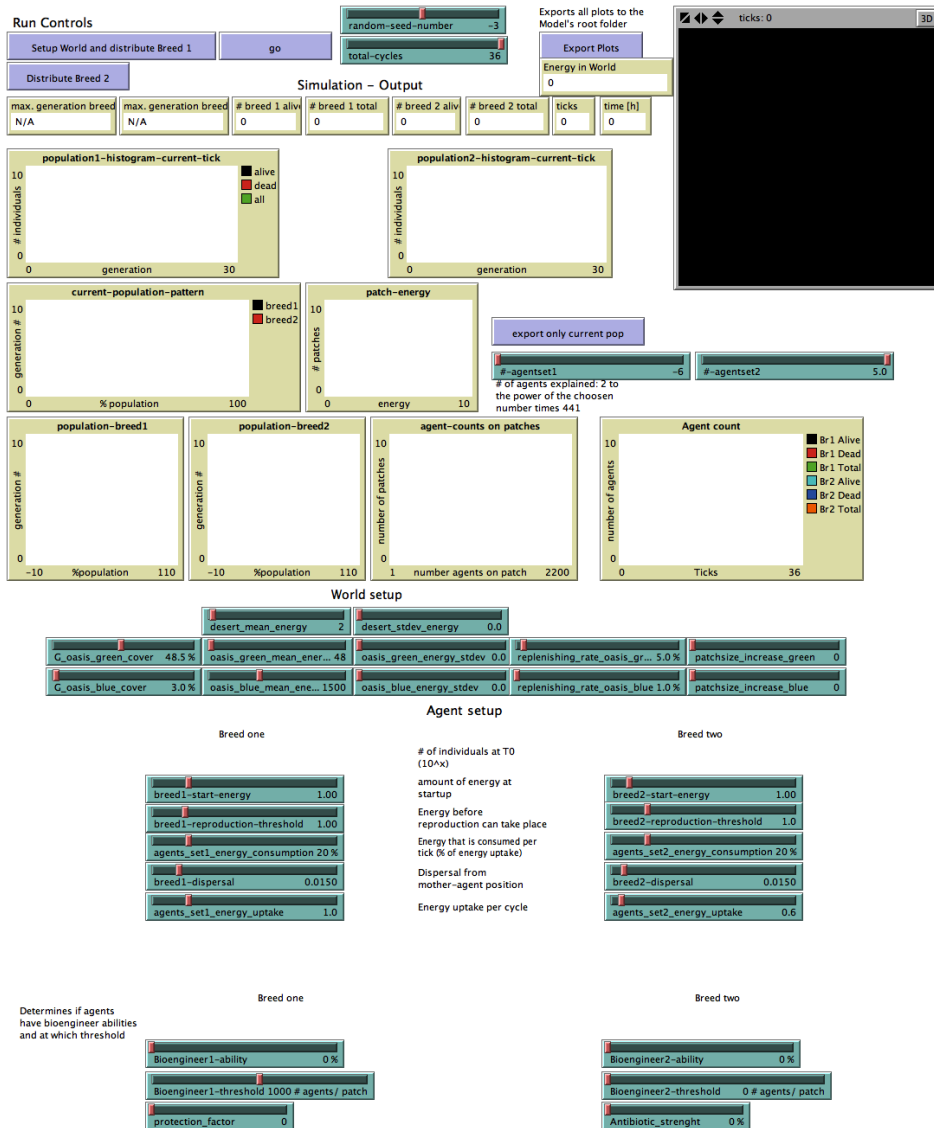 Run Controls
Setup World and distribute Breed 1
go
random-seed-number -3
total-cycles 36
Exports all plots to the
Model's root folder
Export Plots
ticks: 0
3D
Distribute Breed 2
Energy in World
0
Simulation - Output
max. generation breed
N/A
max. generation breed
N/A
# breed 1 aliv
0
# breed 1 total
0
# breed 2 aliv
0
# breed 2 total
0
ticks
0
time [h]
0
population1-histogram-current-tick
10
# individuals
0
0 generation 30
alive
dead
all
population2-histogram-current-tick
10
# individuals
0
0 generation 30
current-population-pattern
10
generation #
0
0 % population 100
breed1
breed2
patch-energy
10
# patches
0
0 energy 10
export only current pop
#-agentset1 -6
#-agentset2 5.0
# of agents explained: 2 to
the power of the choosen
number times 441
population-breed1
10
generation #
0
-10 %population 110
population-breed2
10
generation #
0
-10 %population 110
agent-counts on patches
10
number of patches
0
1 number agents on patch 2200
Agent count
10
number of agents
0
0 Ticks 36
Br1 Alive
Br1 Dead
Br1 Total
Br2 Alive
Br2 Dead
Br2 Total
World setup
desert_mean_energy 2
desert_stdev_energy 0.0
G_oasis_green_cover 48.5 %
oasis_green_mean_ener... 48
oasis_green_energy_stdev 0.0
replenishing_rate_oasis_gr... 5.0 %
patchsize_increase_green 0
G_oasis_blue_cover 3.0 %
oasis_blue_mean_ene... 1500
oasis_blue_energy_stdev 0.0
replenishing_rate_oasis_blue 1.0 %
patchsize_increase_blue 0
Agent setup
Breed one
Breed two
# of individuals at T0
(10^x)
breed1-start-energy 1.00
amount of energy at
startup
breed2-start-energy 1.00
breed1-reproduction-threshold 1.00
Energy before
reproduction can take place
breed2-reproduction-threshold 1.0
agents_set1_energy_consumption 20 %
Energy that is consumed per
tick (% of energy uptake)
agents_set2_energy_consumption 20 %
breed1-dispersal 0.0150
Dispersal from
mother-agent position
breed2-dispersal 0.0150
agents_set1_energy_uptake 1.0
Energy uptake per cycle
agents_set2_energy_uptake 0.6
Breed one
Breed two
Determines if agents
have bioengineer abilities
and at which threshold
Bioengineer1-ability 0 %
Bioengineer2-ability 0 %
Bioengineer1-threshold 1000 # agents/ patch
Bioengineer2-threshold 0 # agents/ patch
protection_factor 0
Antibiotic_strenght 0 %